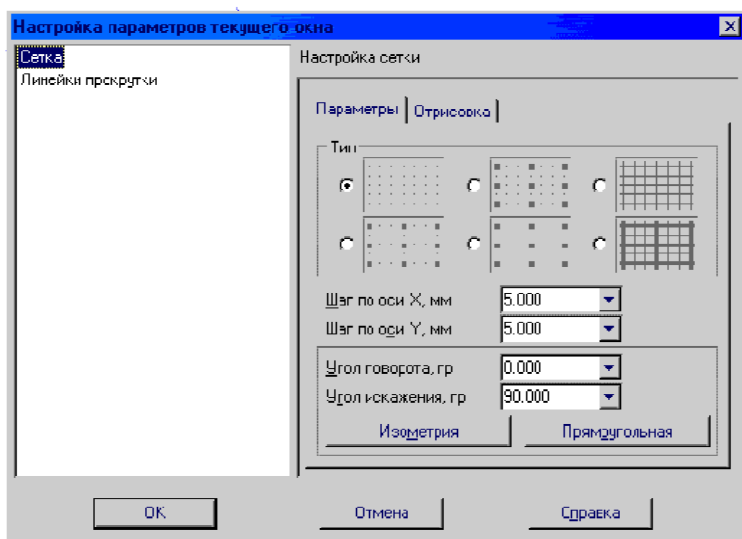 Настройка параметров текущего окна
Сетка
Линейки прокрутки
Настройка сетки
Параметры
Отрисовка
Тип
Шаг по оси X, мм
5.000
Шаг по оси Y, мм
5.000
Угол поворота, гр
0.000
Угол искажения, гр
90.000
Изометрия
Прямоугольная
OK
Отмена
Справка